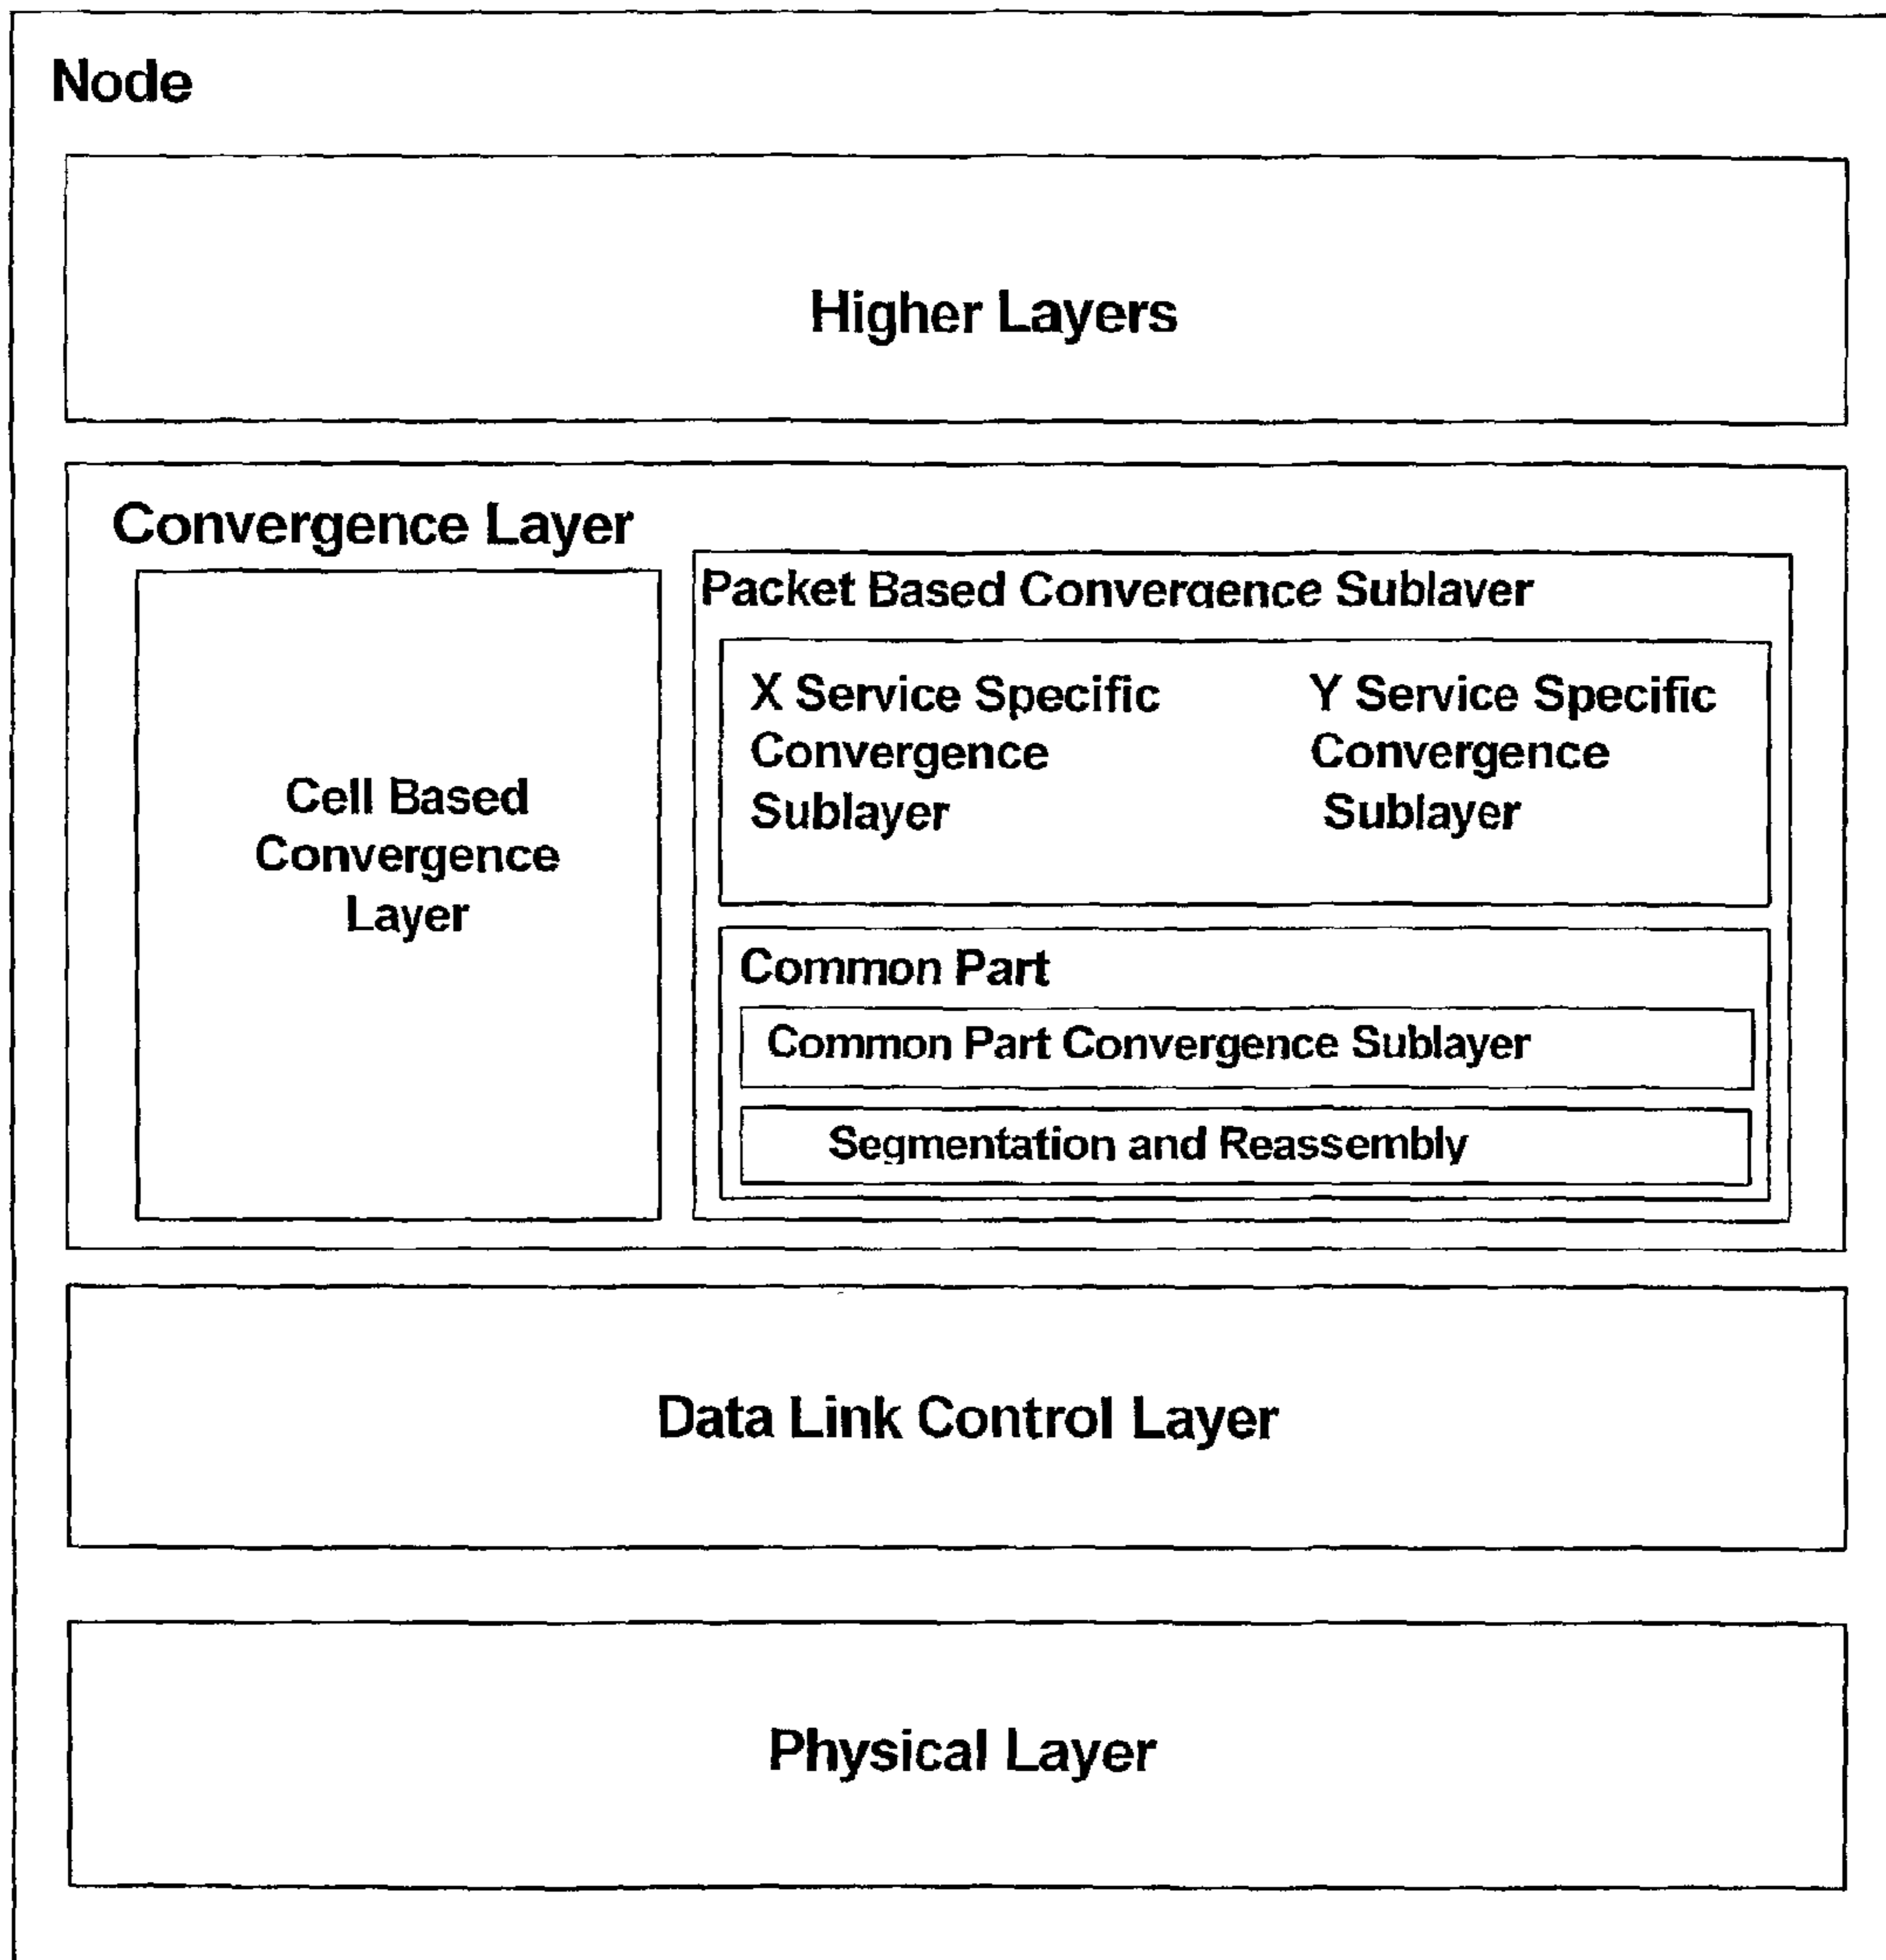 Node
Higher Layers
Convergence Layer
Cell Based
Convergence
Layer
Packet Based Convergence Sublayer
X Service Specific
Convergence
Sublayer
Y Service Specific
Convergence
Sublayer
Common Part
Common Part Convergence Sublayer
Segmentation and Reassembly
Data Link Control Layer
Physical Layer